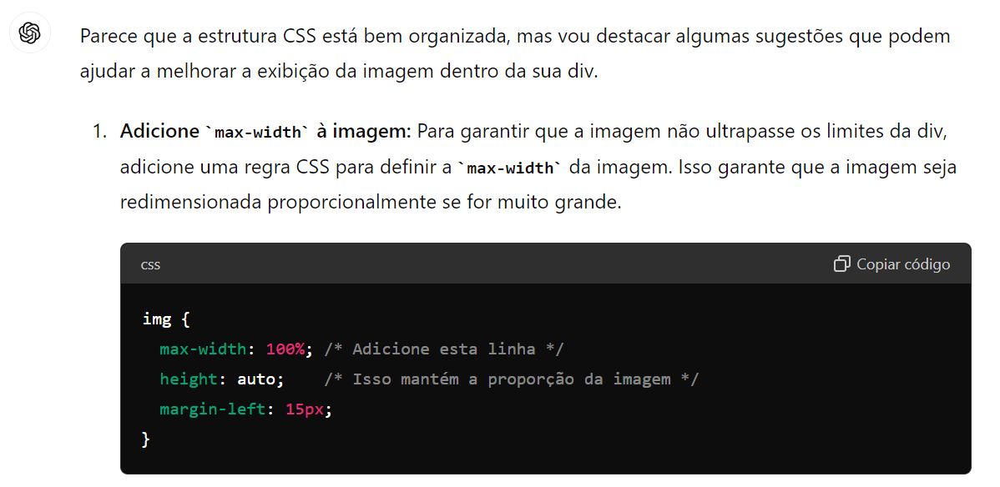 Parece que a estrutura CSS está bem organizada, mas vou destacar algumas sugestões que podem
ajudar a melhorar a exibição da imagem dentro da sua div.
1. Adicione `max-width` à imagem: Para garantir que a imagem não ultrapasse os limites da div,
adicione uma regra CSS para definir a `max-width` da imagem. Isso garante que a imagem seja
redimensionada proporcionalmente se for muito grande.
css Copiar código
img {
  max-width: 100%; /* Adicione esta linha */
  height: auto;    /* Isso mantém a proporção da imagem */
  margin-left: 15px;
}